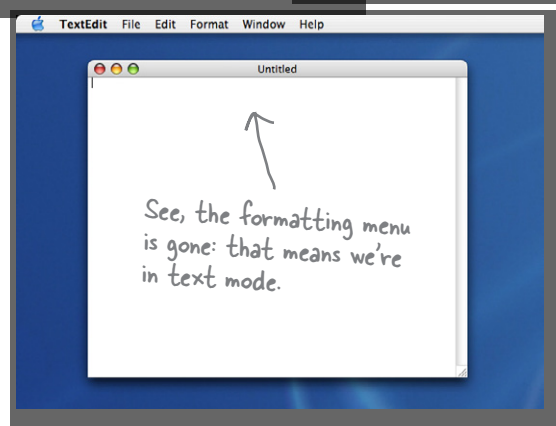 TextEdit File Edit Format Window Help
Untitled
See, the formatting menu
is gone: that means we're
in text mode.